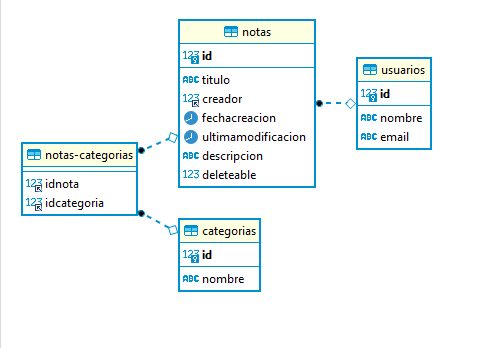 notas
123 id
ABC titulo
123 creador
fechacreacion
ultimamodificacion
ABC descripcion
123 deleteable
usuarios
123 id
ABC nombre
ABC email
notas-categorias
123 idnota
123 idcategoria
categorias
123 id
ABC nombre